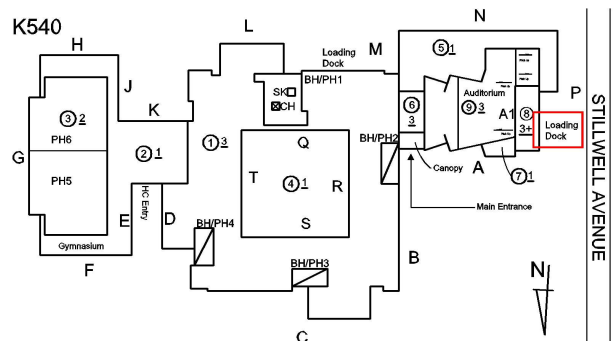 K540
H
L
N
Loading
Dock
M
P
STILLWELL AVENUE
J
K
BH/PH1
5 1
SK
CH
Auditorium
9 3
6
3
A1
8
3+
Loading
Dock
3 2
PH6
2 1
1 3
Q
BH/PH2
G
PH5
T
4 1
R
Canopy
A
7 1
E
HC Entry
D
S
Main Entrance
BH/PH4
Gymnasium
F
BH/PH3
B
N
C